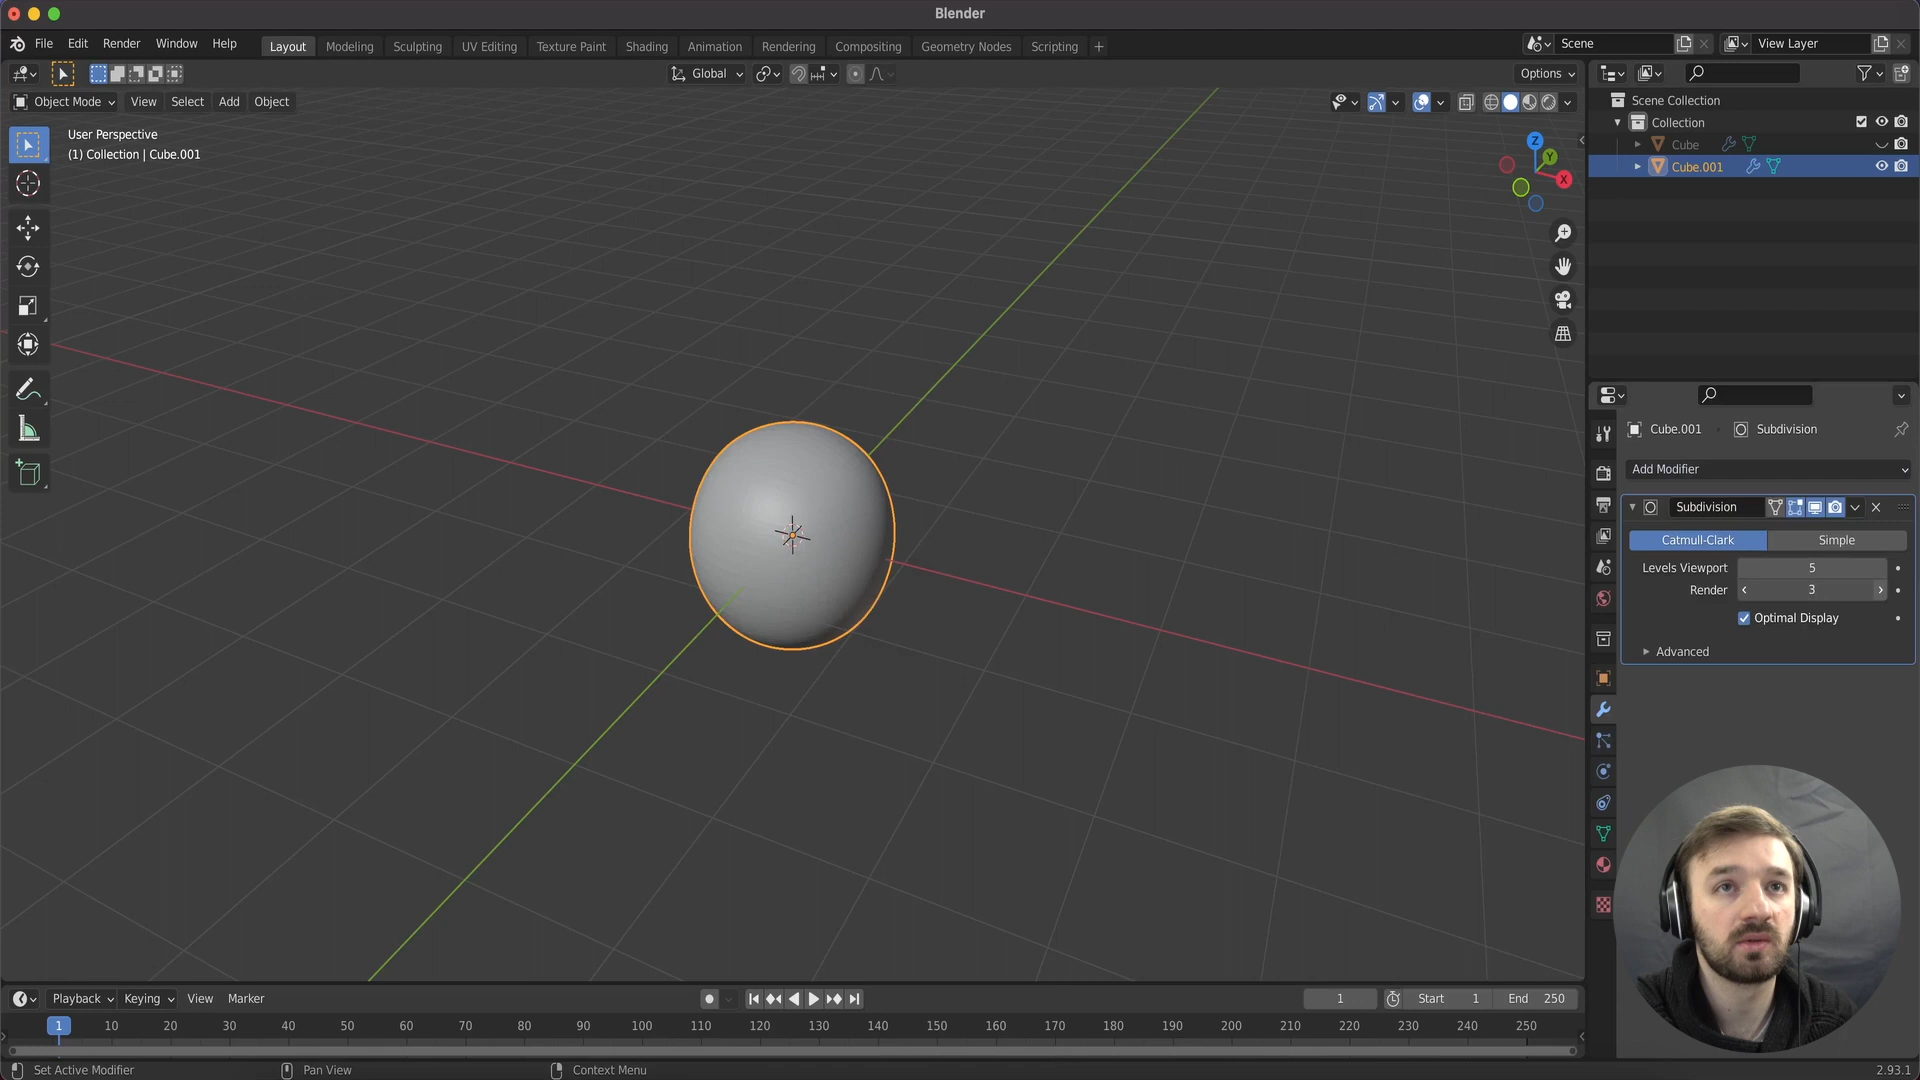 Blender
File Edit Render Window Help Layout Modeling Sculpting UV Editing Texture Paint Shading Animation Rendering Compositing Geometry Nodes Scripting + Scene View Layer
Global Options
Object Mode View Select Add Object
User Perspective
(1) Collection | Cube.001
Z
Y
X
Scene Collection
Collection
Cube
Cube.001
Cube.001 Subdivision
Add Modifier
Subdivision
Catmull-Clark Simple
Levels Viewport 5
Render 3
Optimal Display
Advanced
Playback Keying View Marker 1 Start 1 End 250
1 10 20 30 40 50 60 70 80 90 100 110 120 130 140 150 160 170 180 190 200 210 220 230 240 250
Set Active Modifier Pan View Context Menu 2.93.1